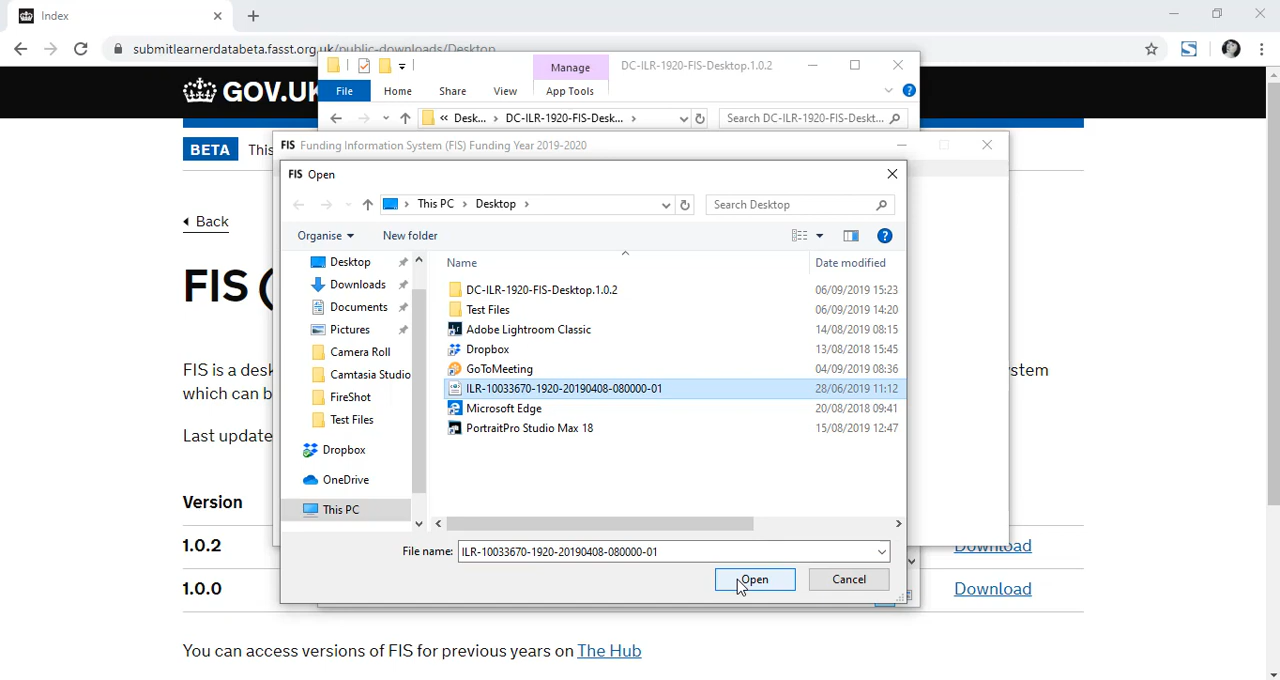 Index
submitlearnerdatabeta.fasst.org.uk/public-downloads/Desktop
Manage
DC-ILR-1920-FIS-Desktop.1.0.2
File
Home
Share
View
App Tools
« Desk... > DC-ILR-1920-FIS-Desk... >
Search DC-ILR-1920-FIS-Deskt...
GOV.UK
BETA
This
FIS Funding Information System (FIS) Funding Year 2019-2020
FIS Open
This PC > Desktop >
Search Desktop
Organise
New folder
Back
Name
Date modified
Desktop
Downloads
Documents
Pictures
Camera Roll
Camtasia Studio
FireShot
Test Files
Dropbox
OneDrive
This PC
DC-ILR-1920-FIS-Desktop.1.0.2 06/09/2019 15:23
Test Files 06/09/2019 14:20
Adobe Lightroom Classic 14/08/2019 08:15
Dropbox 13/08/2018 15:45
GoToMeeting 04/09/2019 08:36
ILR-10033670-1920-20190408-080000-01 28/06/2019 11:12
Microsoft Edge 20/08/2018 09:41
PortraitPro Studio Max 18 15/08/2019 12:47
File name: ILR-10033670-1920-20190408-080000-01
Open
Cancel
FIS (
FIS is a desk
ystem
which can b
Last update
Version
1.0.2 Download
1.0.0 Download
You can access versions of FIS for previous years on The Hub